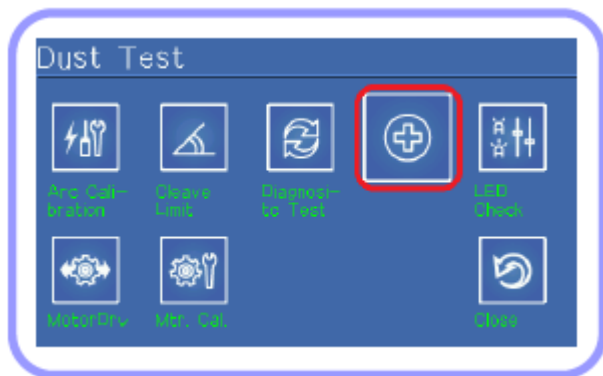 Dust Test
Arc Cali-
bration
Cleave
Limit
Diagnosi-
tc Test
LED
Check
MotorDrv
Mtr. Cal.
Close